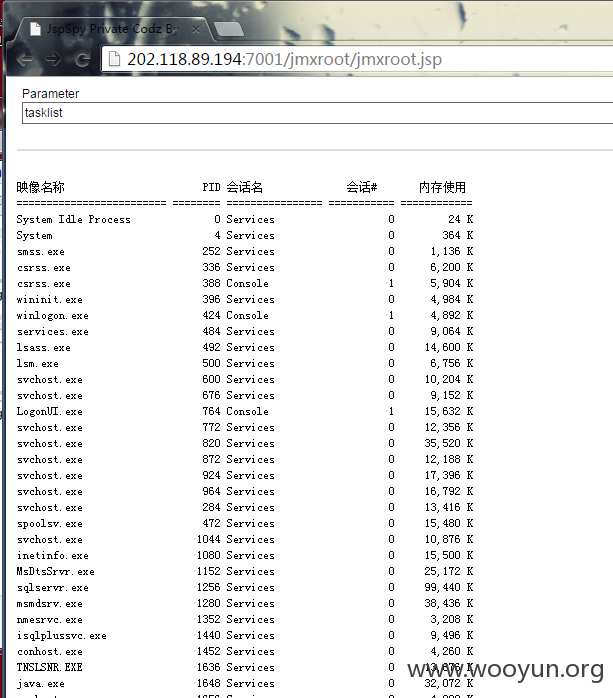 JspSpy Private Codz By
202.118.89.194:7001/jmxroot/jmxroot.jsp
Parameter
tasklist
映像名称 PID 会话名 会话# 内存使用
========================= ======== ================ =========== ============
System Idle Process 0 Services 0 24 K
System 4 Services 0 364 K
smss.exe 252 Services 0 1,136 K
csrss.exe 336 Services 0 6,200 K
csrss.exe 388 Console 1 5,904 K
wininit.exe 396 Services 0 4,984 K
winlogon.exe 424 Console 1 4,892 K
services.exe 484 Services 0 9,064 K
lsass.exe 492 Services 0 14,600 K
lsm.exe 500 Services 0 6,756 K
svchost.exe 600 Services 0 10,204 K
svchost.exe 676 Services 0 9,152 K
LogonUI.exe 764 Console 1 15,632 K
svchost.exe 772 Services 0 12,356 K
svchost.exe 820 Services 0 35,520 K
svchost.exe 872 Services 0 12,188 K
svchost.exe 924 Services 0 17,396 K
svchost.exe 964 Services 0 16,792 K
svchost.exe 284 Services 0 13,416 K
spoolsv.exe 472 Services 0 15,480 K
svchost.exe 1044 Services 0 10,876 K
inetinfo.exe 1080 Services 0 15,500 K
MsDtsSrvr.exe 1152 Services 0 25,172 K
sqlservr.exe 1256 Services 0 99,440 K
msmdsrv.exe 1280 Services 0 38,436 K
nmesrvc.exe 1352 Services 0 3,208 K
isqlplussvc.exe 1440 Services 0 9,496 K
conhost.exe 1452 Services 0 4,260 K
TNSLSNR.EXE 1636 Services 0 K
www.wooyun.org
java.exe 1648 Services 0 32,072 K